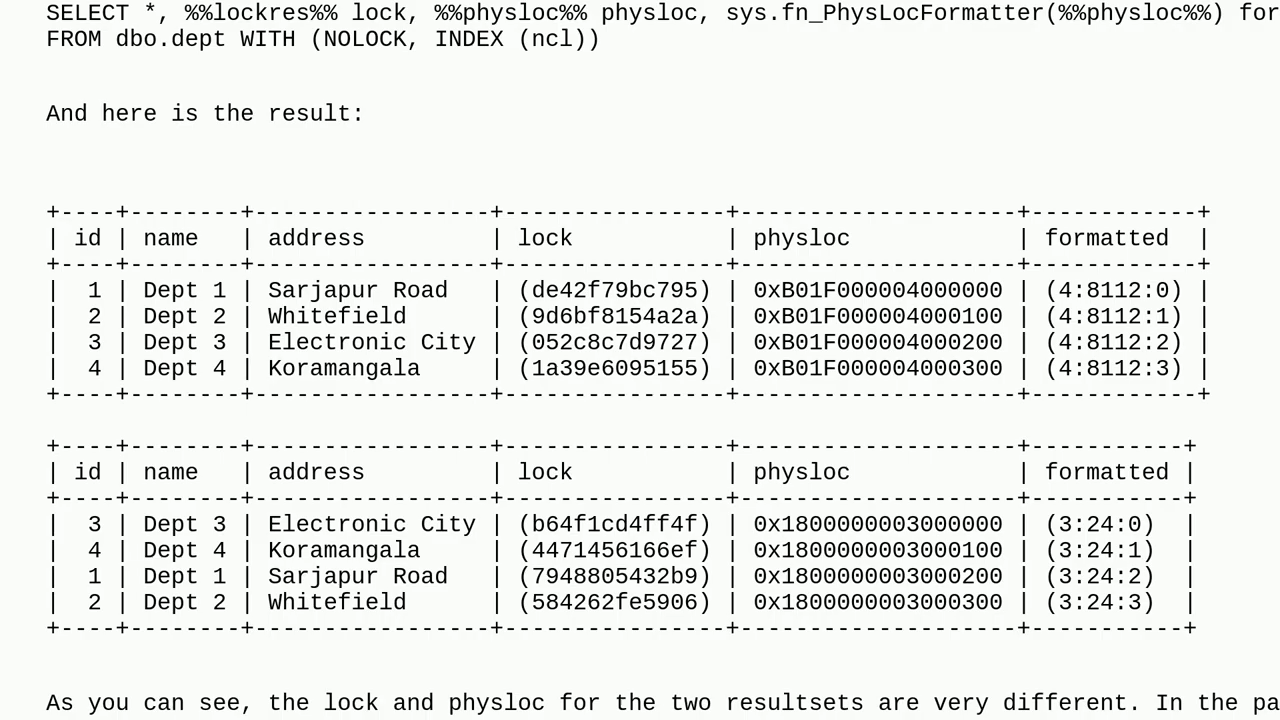 SELECT *, %%lockres%% lock, %%physloc%% physloc, sys.fn_PhysLocFormatter(%%physloc%%) for
FROM dbo.dept WITH (NOLOCK, INDEX (ncl))
And here is the result:
+----+--------+-----------------+----------------+--------------------+------------+
| id | name   | address         | lock           | physloc            | formatted  |
+----+--------+-----------------+----------------+--------------------+------------+
|  1 | Dept 1 | Sarjapur Road   | (de42f79bc795) | 0xB01F000004000000 | (4:8112:0) |
|  2 | Dept 2 | Whitefield      | (9d6bf8154a2a) | 0xB01F000004000100 | (4:8112:1) |
|  3 | Dept 3 | Electronic City | (052c8c7d9727) | 0xB01F000004000200 | (4:8112:2) |
|  4 | Dept 4 | Koramangala     | (1a39e6095155) | 0xB01F000004000300 | (4:8112:3) |
+----+--------+-----------------+----------------+--------------------+------------+
+----+--------+-----------------+----------------+--------------------+-----------+
| id | name   | address         | lock           | physloc            | formatted |
+----+--------+-----------------+----------------+--------------------+-----------+
|  3 | Dept 3 | Electronic City | (b64f1cd4ff4f) | 0x1800000003000000 | (3:24:0)  |
|  4 | Dept 4 | Koramangala     | (4471456166ef) | 0x1800000003000100 | (3:24:1)  |
|  1 | Dept 1 | Sarjapur Road   | (7948805432b9) | 0x1800000003000200 | (3:24:2)  |
|  2 | Dept 2 | Whitefield      | (584262fe5906) | 0x1800000003000300 | (3:24:3)  |
+----+--------+-----------------+----------------+--------------------+-----------+
As you can see, the lock and physloc for the two resultsets are very different. In the pa